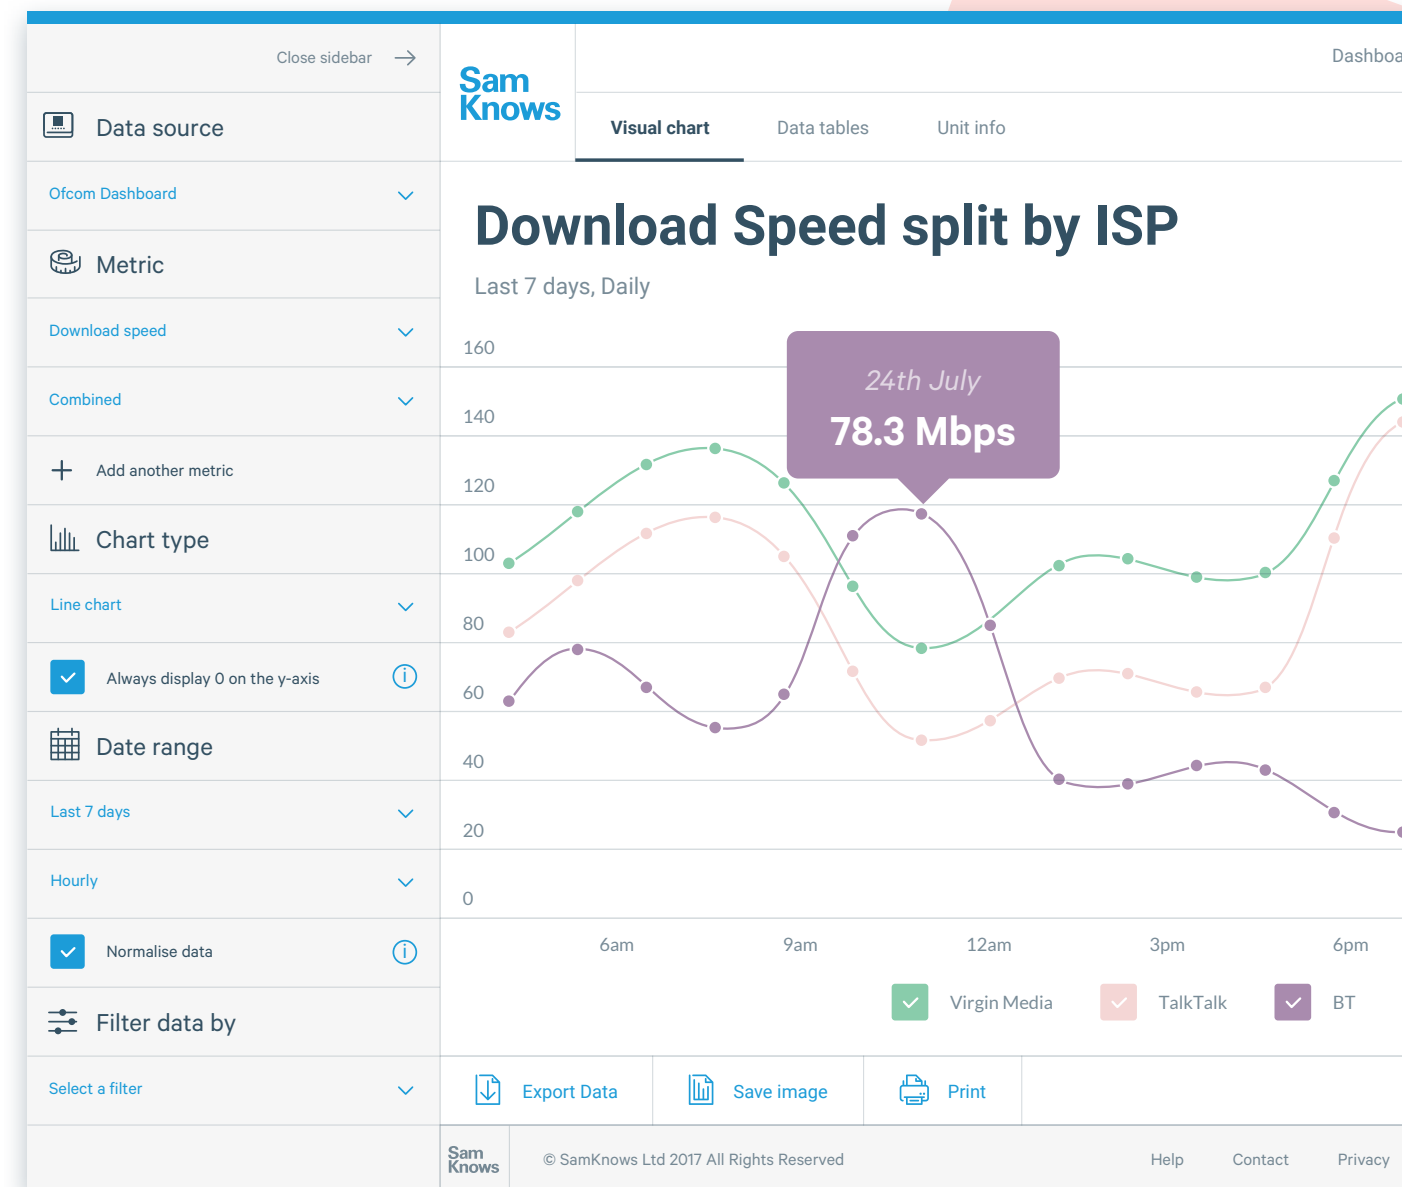 Close sidebar
Data source
Ofcom Dashboard
Metric
Download speed
Combined
Add another metric
Chart type
Line chart
Always display 0 on the y-axis
Date range
Last 7 days
Hourly
Normalise data
Filter data by
Select a filter
Sam
Knows
Dashboa
Visual chart
Data tables
Unit info
Download Speed split by ISP
Last 7 days, Daily
160
140
120
100
80
60
40
20
0
24th July
78.3 Mbps
6am
9am
12am
3pm
6pm
Virgin Media
TalkTalk
BT
Export Data
Save image
Print
Sam
Knows
© SamKnows Ltd 2017 All Rights Reserved
Help
Contact
Privacy